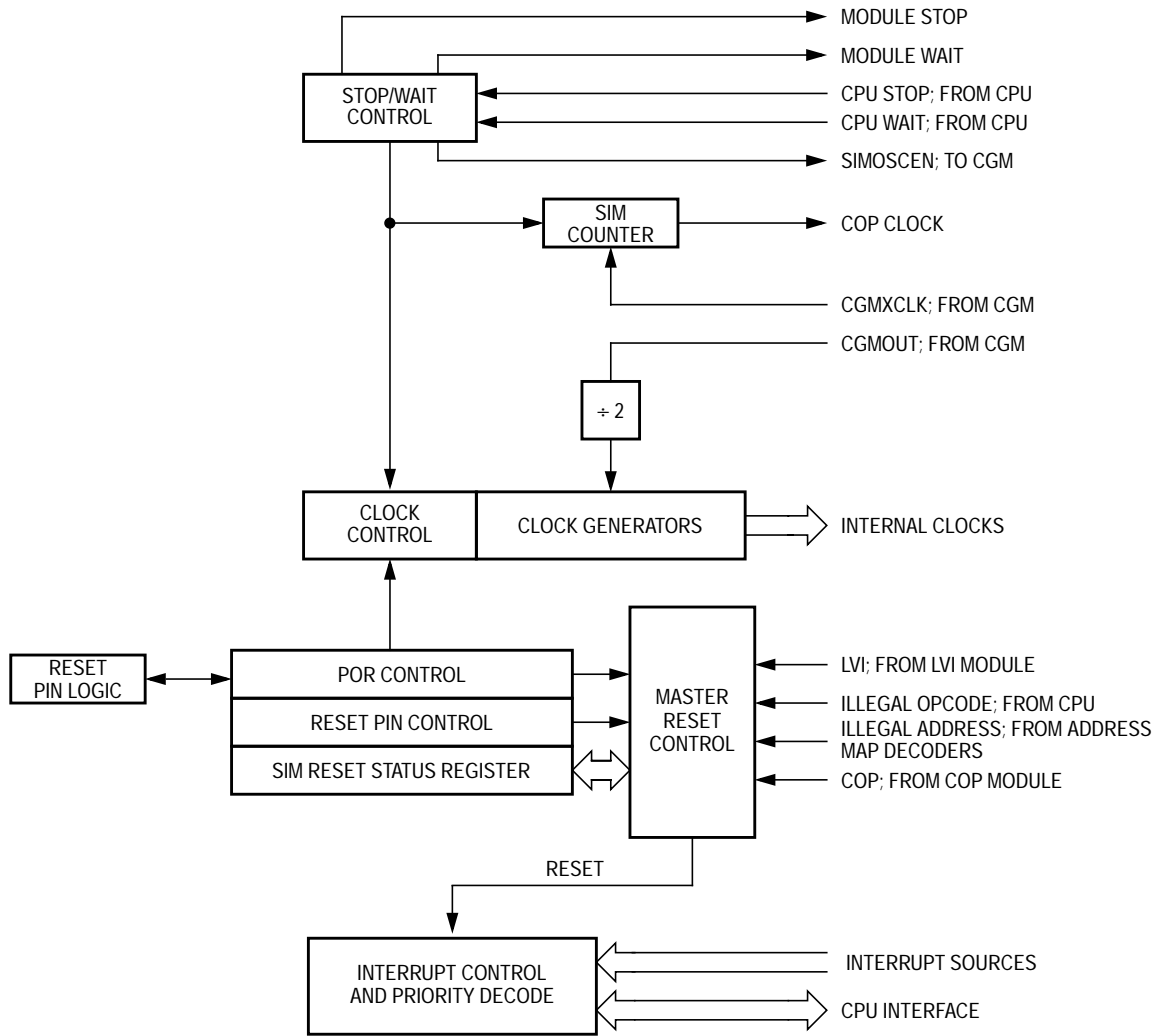 MODULE STOP
MODULE WAIT
STOP/WAIT
CONTROL
CPU STOP; FROM CPU
CPU WAIT; FROM CPU
SIMOSCEN; TO CGM
SIM
COUNTER
COP CLOCK
CGMXCLK; FROM CGM
CGMOUT; FROM CGM
÷ 2
CLOCK
CONTROL
CLOCK GENERATORS
INTERNAL CLOCKS
RESET
PIN LOGIC
POR CONTROL
RESET PIN CONTROL
SIM RESET STATUS REGISTER
MASTER
RESET
CONTROL
LVI; FROM LVI MODULE
ILLEGAL OPCODE; FROM CPU
ILLEGAL ADDRESS; FROM ADDRESS
MAP DECODERS
COP; FROM COP MODULE
RESET
INTERRUPT CONTROL
AND PRIORITY DECODE
INTERRUPT SOURCES
CPU INTERFACE